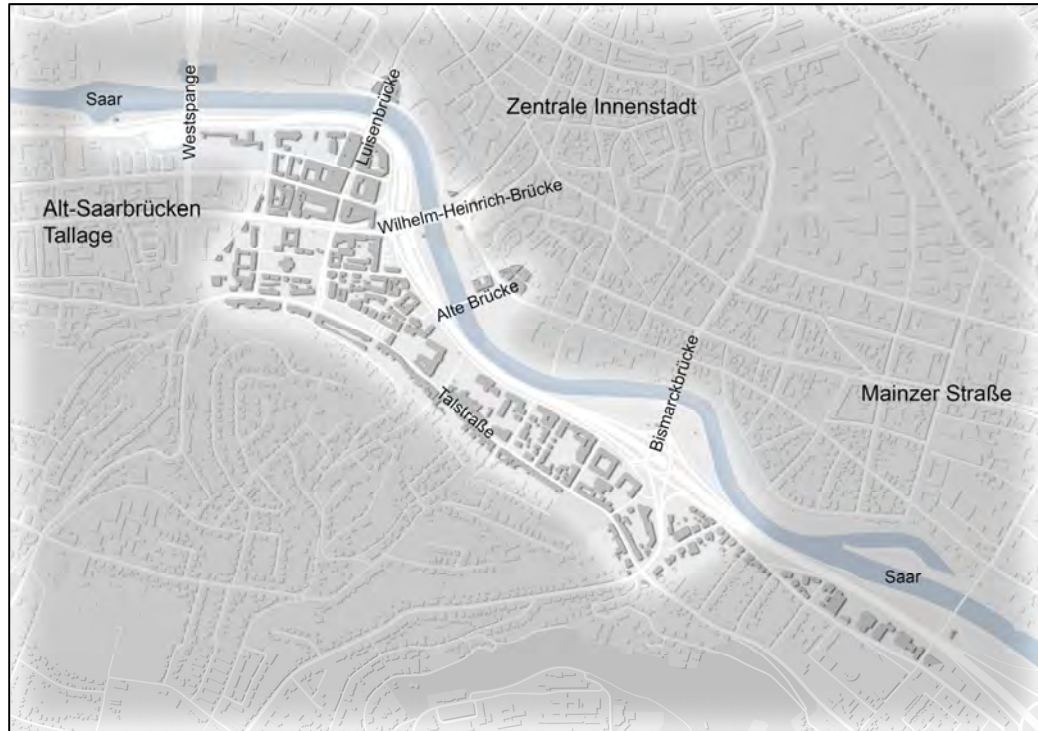 Saar
Westspange
Luisenbrücke
Zentrale Innenstadt
Alt-Saarbrücken
Tallage
Wilhelm-Heinrich-Brücke
Alte Brücke
Talstraße
Bismarckbrücke
Mainzer Straße
Saar